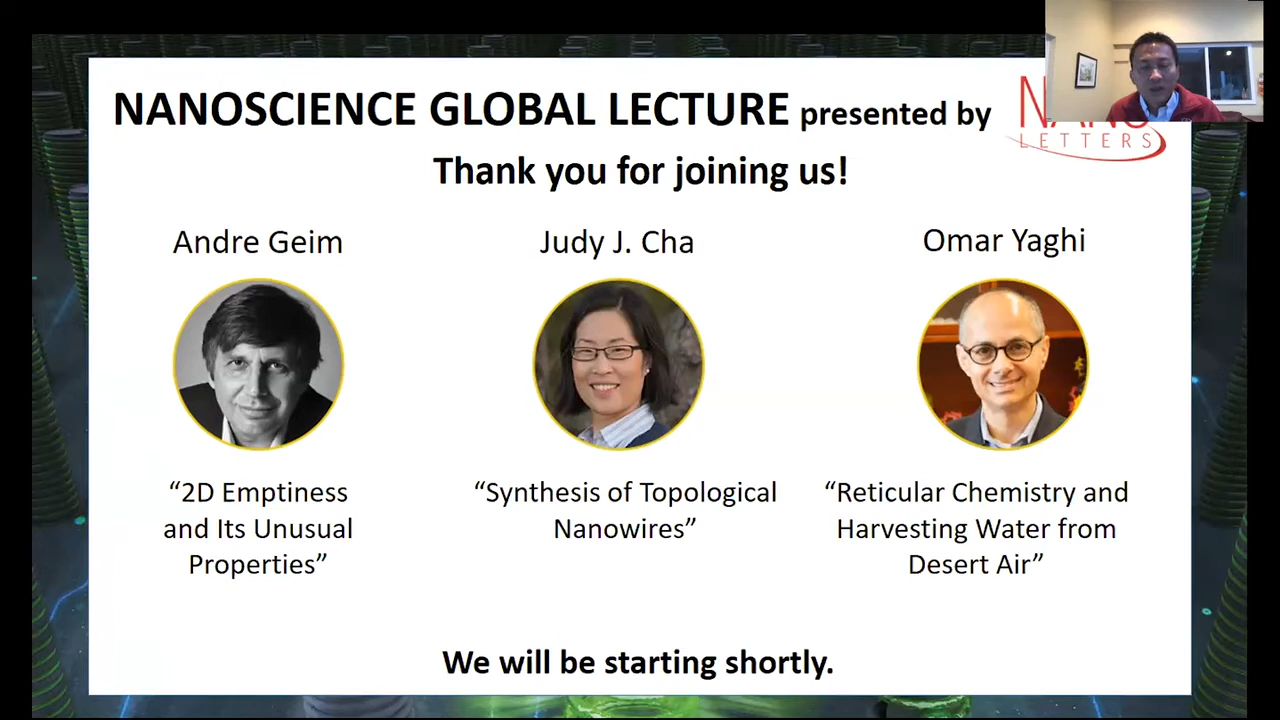 NANOSCIENCE GLOBAL LECTURE presented by
Thank you for joining us!
LETTERS
Andre Geim
Judy J. Cha
Omar Yaghi
“2D Emptiness
and Its Unusual
Properties”
“Synthesis of Topological
Nanowires”
“Reticular Chemistry and
Harvesting Water from
Desert Air”
We will be starting shortly.